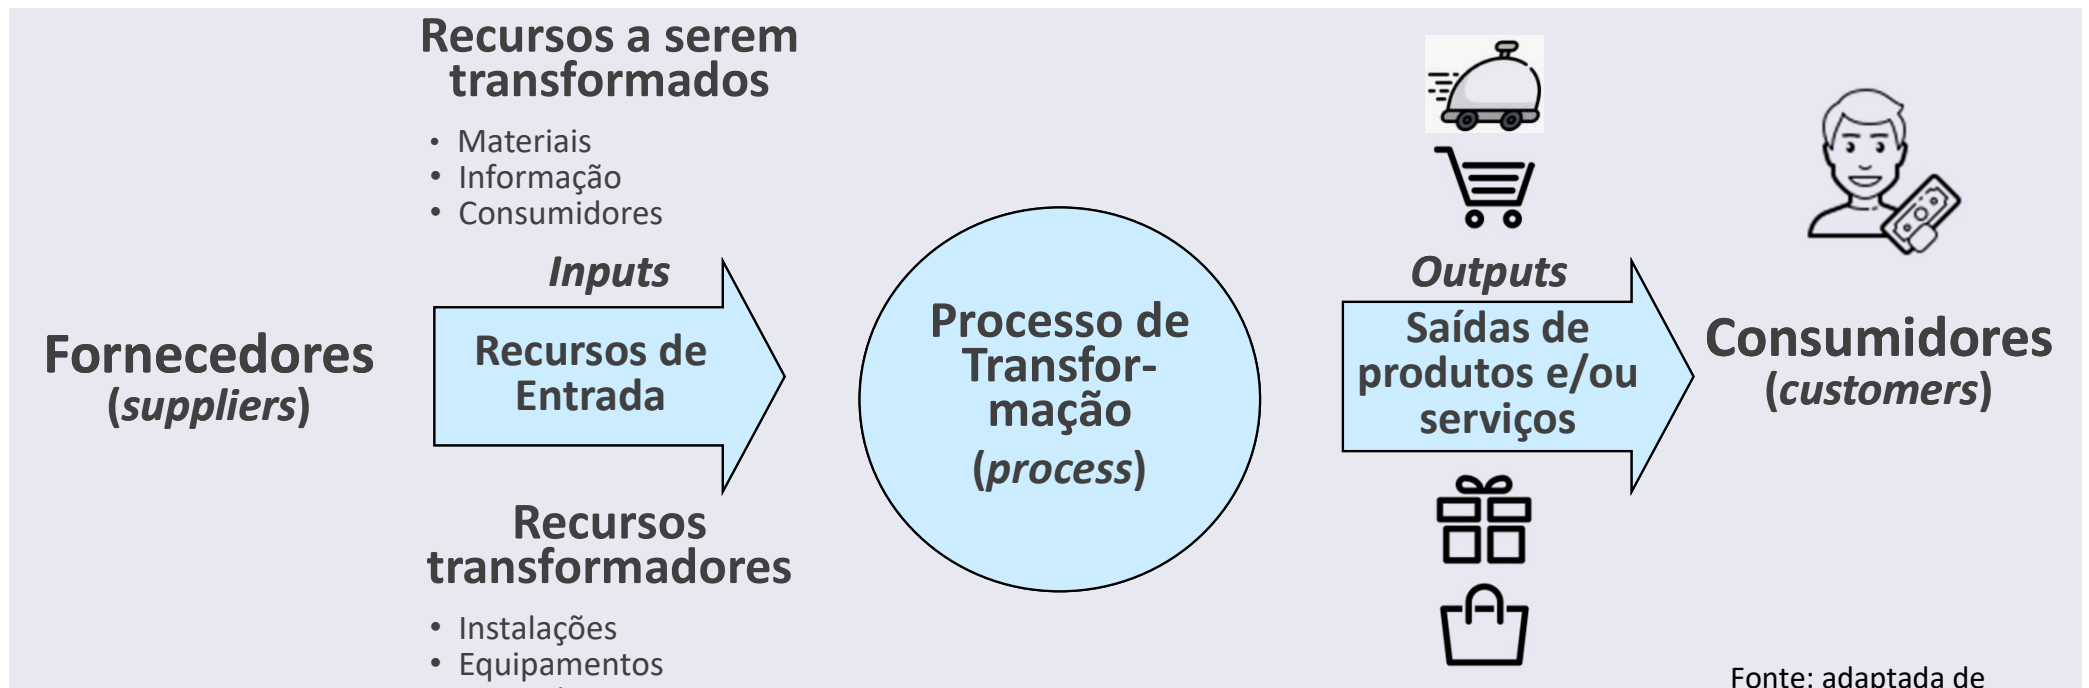 Recursos a serem
transformados
• Materiais
• Informação
• Consumidores
Inputs
Recursos de
Entrada
Fornecedores
(suppliers)
Recursos
transformadores
• Instalações
• Equipamentos
Processo de
Transfor-
mação
(process)
Outputs
Saídas de
produtos e/ou
serviços
Consumidores
(customers)
Fonte: adaptada de